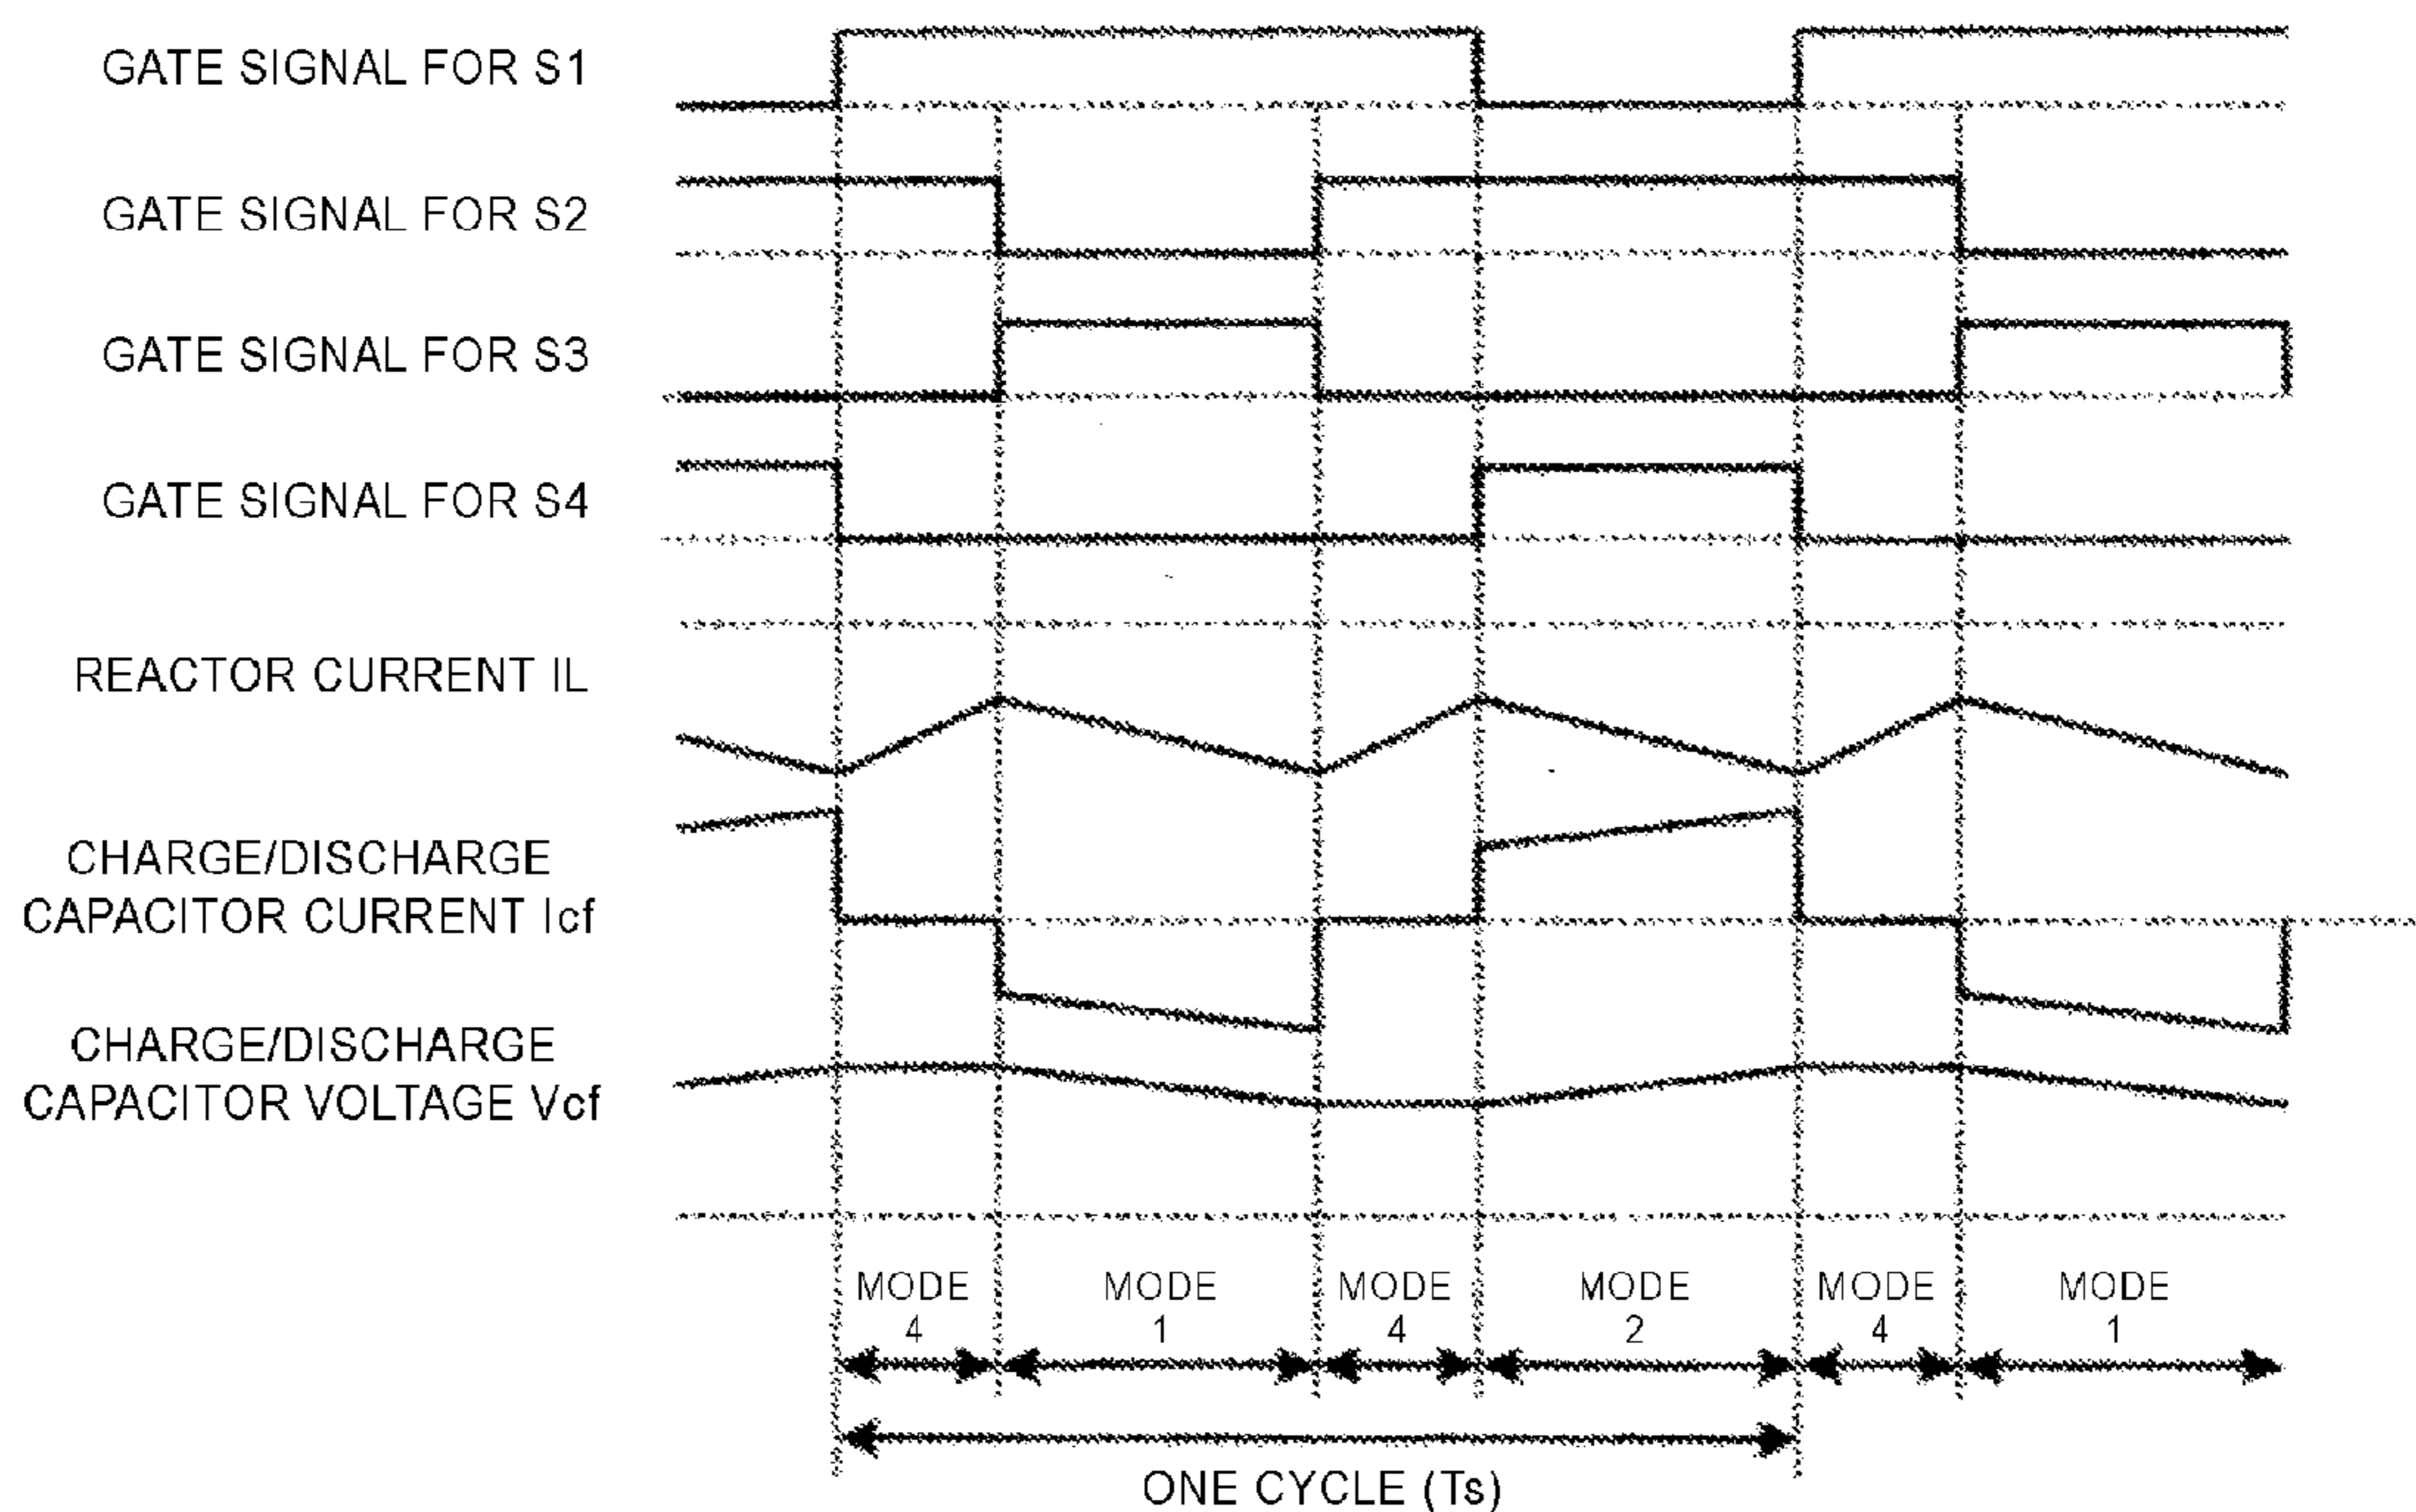 GATE SIGNAL FOR S1
GATE SIGNAL FOR S2
GATE SIGNAL FOR S3
GATE SIGNAL FOR S4
REACTOR CURRENT IL
CHARGE/DISCHARGE
CAPACITOR CURRENT Icf
CHARGE/DISCHARGE
CAPACITOR VOLTAGE Vcf
MODE 4
MODE 1
MODE 4
MODE 2
MODE 4
MODE 1
ONE CYCLE (Ts)